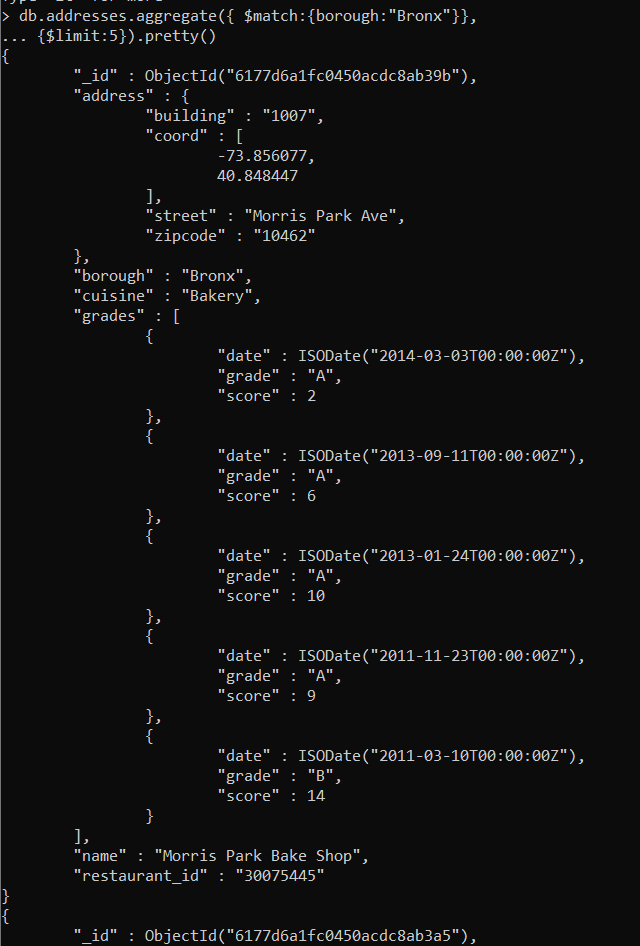 > db.addresses.aggregate({ $match:{borough:"Bronx"}},
... {$limit:5}).pretty()
{
        "_id" : ObjectId("6177d6a1fc0450acdc8ab39b"),
        "address" : {
                "building" : "1007",
                "coord" : [
                        -73.856077,
                        40.848447
                ],
                "street" : "Morris Park Ave",
                "zipcode" : "10462"
        },
        "borough" : "Bronx",
        "cuisine" : "Bakery",
        "grades" : [
                {
                        "date" : ISODate("2014-03-03T00:00:00Z"),
                        "grade" : "A",
                        "score" : 2
                },
                {
                        "date" : ISODate("2013-09-11T00:00:00Z"),
                        "grade" : "A",
                        "score" : 6
                },
                {
                        "date" : ISODate("2013-01-24T00:00:00Z"),
                        "grade" : "A",
                        "score" : 10
                },
                {
                        "date" : ISODate("2011-11-23T00:00:00Z"),
                        "grade" : "A",
                        "score" : 9
                },
                {
                        "date" : ISODate("2011-03-10T00:00:00Z"),
                        "grade" : "B",
                        "score" : 14
                }
        ],
        "name" : "Morris Park Bake Shop",
        "restaurant_id" : "30075445"
}
{
        "_id" : ObjectId("6177d6a1fc0450acdc8ab3a5"),